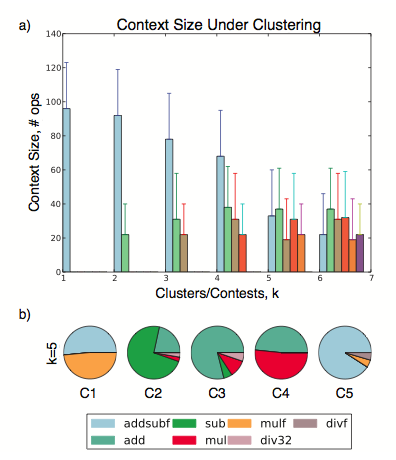 a)
Context Size Under Clustering
Context Size, # ops
140
120
100
80
60
40
20
0
1 2 3 4 5 6 7
Clusters/Contests, k
b)
k=5
C1 C2 C3 C4 C5
addsubf sub mulf divf
add mul div32